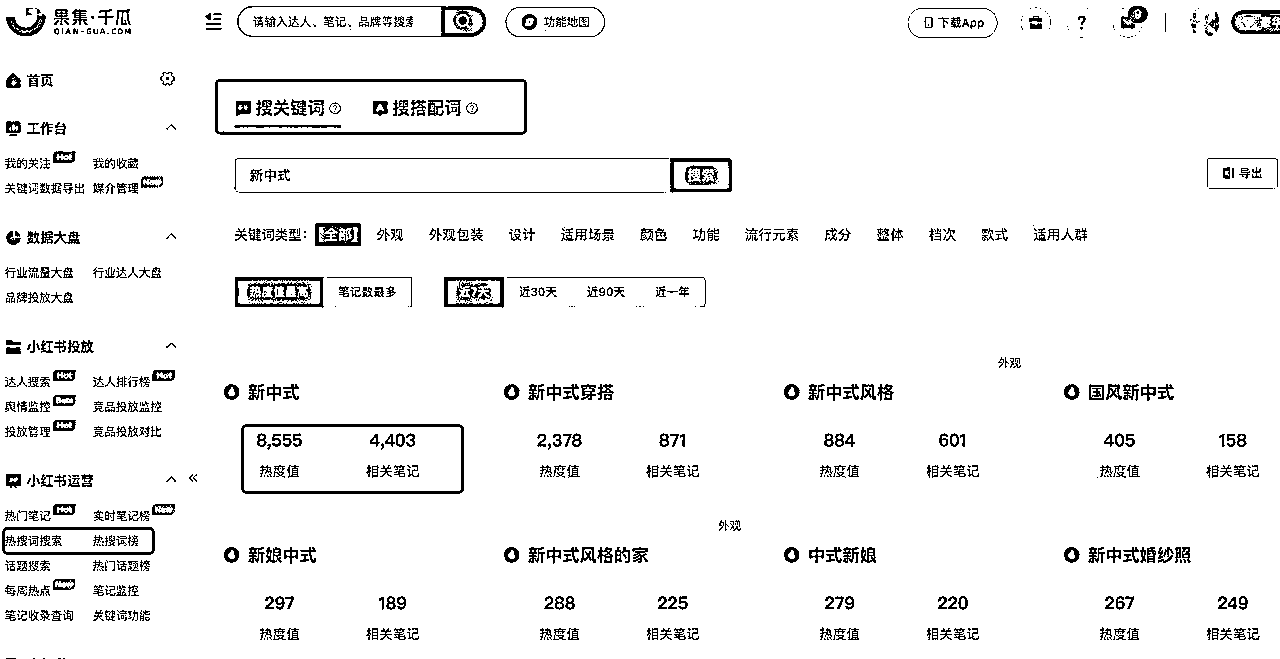 果集·千瓜
QIAN-GUA.COM
请输入达人、笔记、品牌等搜索
功能地图
下载App
?
首页
工作台
我的关注 Hot 我的收藏
关键词数据导出 媒介管理
数据大盘
行业流量大盘 行业达人大盘
品牌投放大盘
小红书投放
达人搜索 Hot 达人排行榜 Hot
舆情监控 竞品投放监控
投放管理 Hot 竞品投放对比
小红书运营
热门笔记 Hot 实时笔记榜 New
热搜词搜索 热搜词榜
话题搜索 热门话题榜
每周热点 New 笔记监控
笔记收录查询 关键词功能
搜关键词 ? 搜搭配词 ?
新中式 搜索
导出
关键词类型: 全部 外观 外观包装 设计 适用场景 颜色 功能 流行元素 成分 整体 档次 款式 适用人群
热度值最高 笔记数最多 近7天 近30天 近90天 近一年
外观
新中式 新中式穿搭 新中式风格 国风新中式
8,555 4,403 2,378 871 884 601 405 158
热度值 相关笔记 热度值 相关笔记 热度值 相关笔记 热度值 相关笔记
外观
新娘中式 新中式风格的家 中式新娘 新中式婚纱照
297 189 288 225 279 220 267 249
热度值 相关笔记 热度值 相关笔记 热度值 相关笔记 热度值 相关笔记